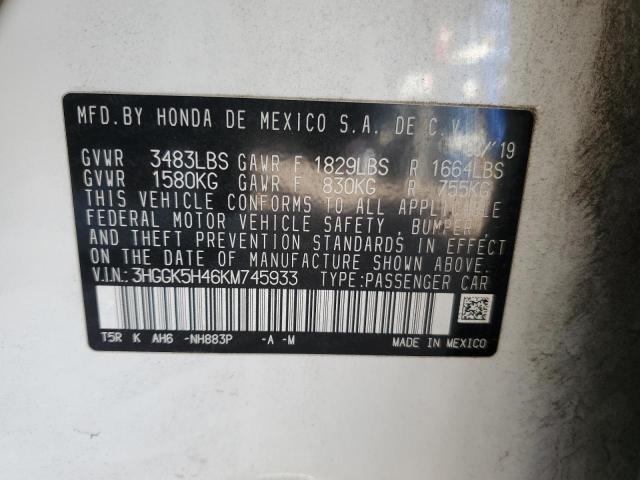 MFD.BY HONDA DE MEXICO S.A. DE C.V.
/'19
GVWR 3483LBS GAWR F 1829LBS R 1664LBS
GVWR 1580KG GAWR F 830KG R 755KG
THIS VEHICLE CONFORMS TO ALL APPLICABLE
FEDERAL MOTOR VEHICLE SAFETY, BUMPER,
AND THEFT PREVENTION STANDARDS IN EFFECT
ON THE DATE OF MANUFACTURE SHOWN ABOVE.
V.I.N.: 3HGGK5H46KM745933 TYPE:PASSENGER CAR
T5R K AH6 -NH883P -A -M
MADE IN MEXICO